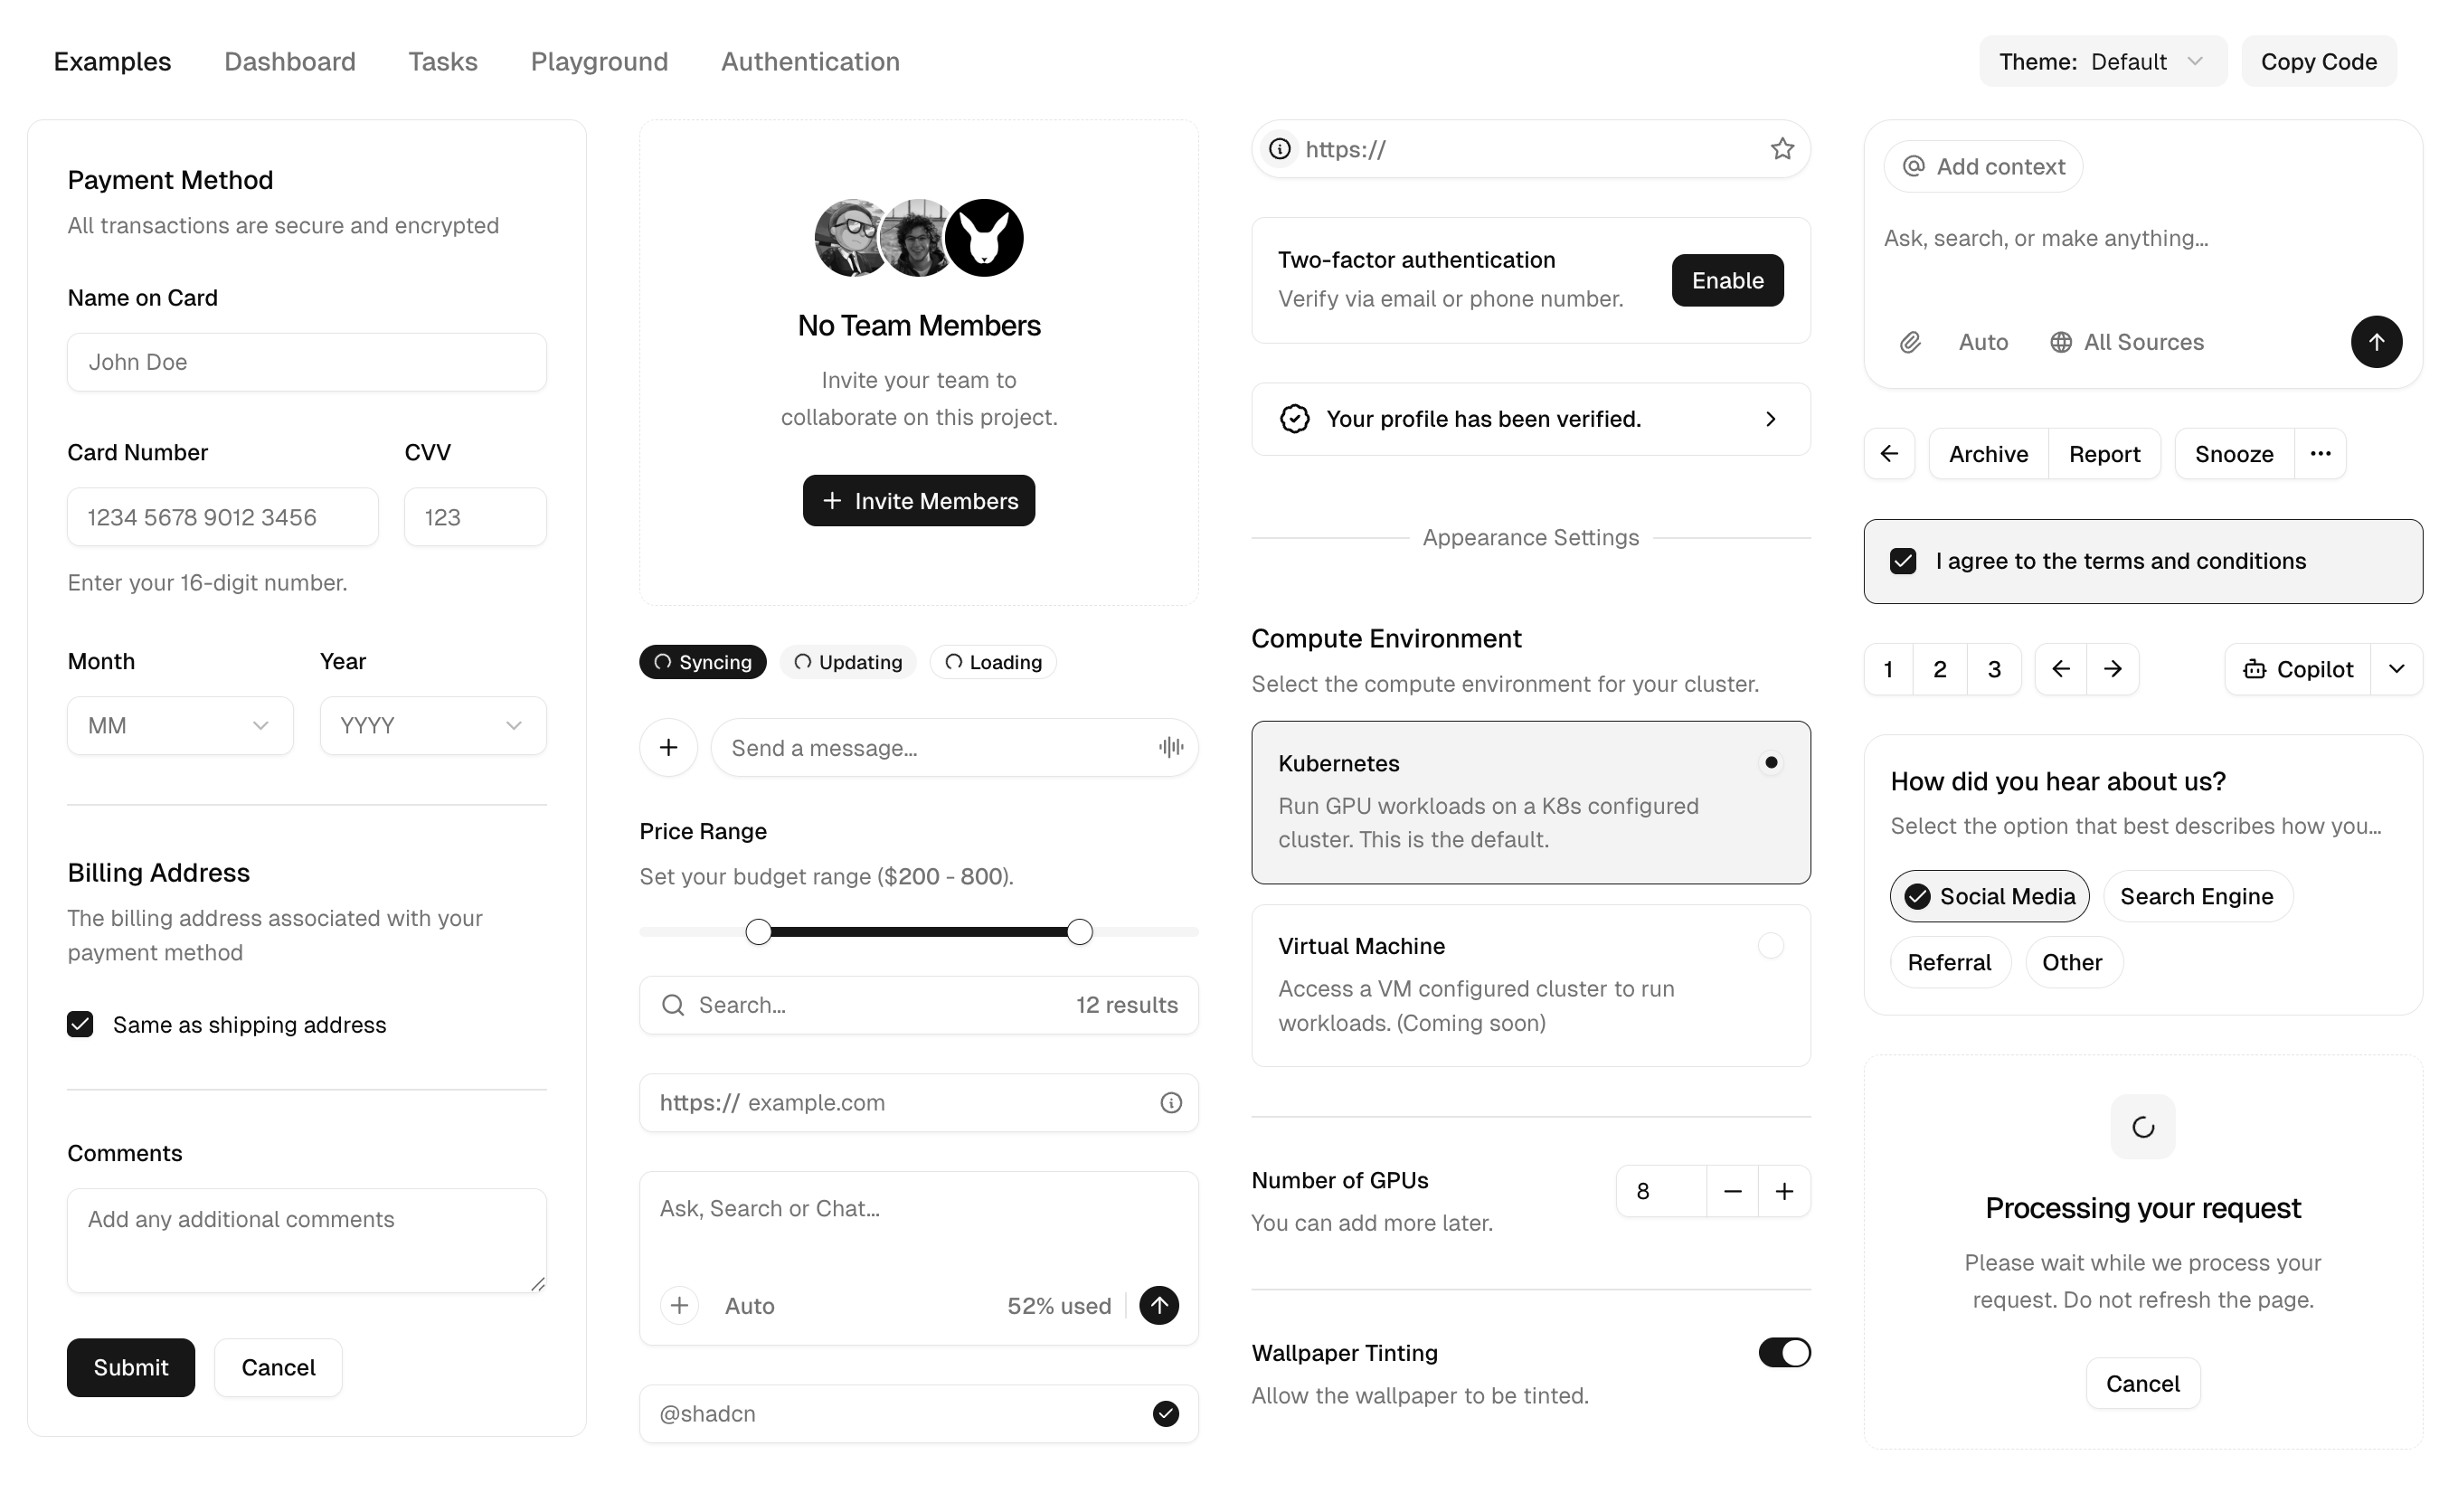 Examples
Dashboard
Tasks
Playground
Authentication
Theme: Default
Copy Code
Payment Method
All transactions are secure and encrypted
Name on Card
John Doe
Card Number
CVV
1234 5678 9012 3456
123
Enter your 16-digit number.
Month
Year
MM
YYYY
Billing Address
The billing address associated with your
payment method
Same as shipping address
Comments
Add any additional comments
Submit
Cancel
No Team Members
Invite your team to
collaborate on this project.
Invite Members
Syncing
Updating
Loading
Send a message...
Price Range
Set your budget range ($200 - 800).
Search...
12 results
https:// example.com
Ask, Search or Chat...
Auto
52% used
@shadcn
https://
Two-factor authentication
Verify via email or phone number.
Enable
Your profile has been verified.
Appearance Settings
Compute Environment
Select the compute environment for your cluster.
Kubernetes
Run GPU workloads on a K8s configured
cluster. This is the default.
Virtual Machine
Access a VM configured cluster to run
workloads. (Coming soon)
Number of GPUs
You can add more later.
8
Wallpaper Tinting
Allow the wallpaper to be tinted.
@ Add context
Ask, search, or make anything...
Auto
All Sources
Archive
Report
Snooze
I agree to the terms and conditions
1
2
3
Copilot
How did you hear about us?
Select the option that best describes how you...
Social Media
Search Engine
Referral
Other
Processing your request
Please wait while we process your
request. Do not refresh the page.
Cancel